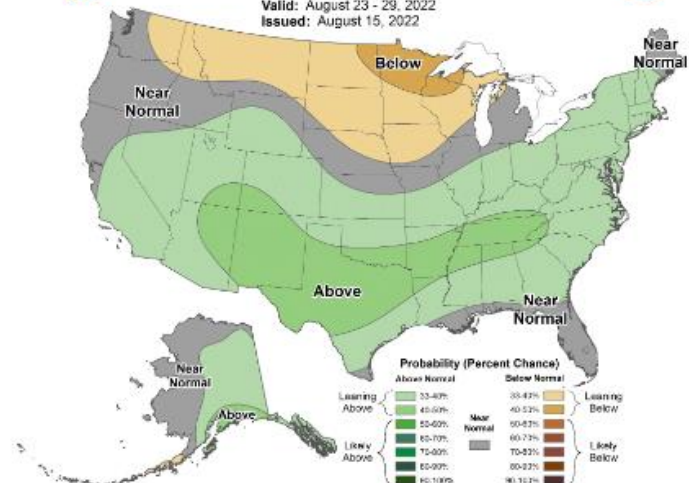 Valid: August 23 - 29, 2022
Issued: August 15, 2022
Near
Normal
Below
Near
Normal
Above
Near
Normal
Near
Normal
Above
Probability (Percent Chance)
Above Normal
Below Normal
Leaning
Above
33-40%
40-50%
Likely
Above
50-60%
60-70%
70-80%
80-90%
90-100%
Near
Normal
33-40%
40-50%
Leaning
Below
50-60%
60-70%
70-80%
80-90%
90-100%
Likely
Below